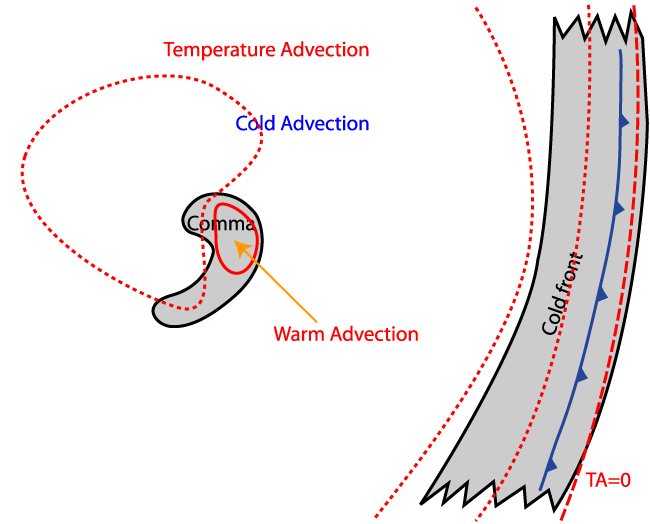 Temperature Advection
Cold Advection
Comma
Cold front
Warm Advection
TA=0